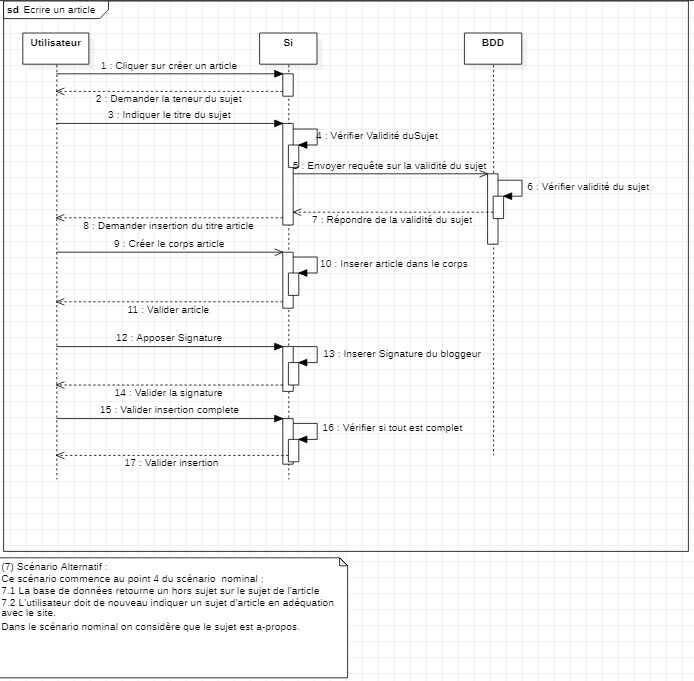 sd Ecrire un article
Utilisateur
Si
BDD
1 : Cliquer sur créer un article
2 : Demander la teneur du sujet
3 : Indiquer le titre du sujet
4 : Vérifier Validité duSujet
5 : Envoyer requête sur la validité du sujet
6 : Vérifier validité du sujet
7 : Répondre de la validité du sujet
8 : Demander insertion du titre article
9 : Créer le corps article
10 : Inserer article dans le corps
11 : Valider article
12 : Apposer Signature
13 : Inserer Signature du bloggeur
14 : Valider la signature
15 : Valider insertion complete
16 : Vérifier si tout est complet
17 : Valider insertion
(7) Scénario Alternatif :
Ce scénario commence au point 4 du scénario nominal :
7.1 La base de données retourne un hors sujet sur le sujet de l'article
7.2 L'utilisateur doit de nouveau indiquer un sujet d'article en adéquation
avec le site.
Dans le scénario nominal on considère que le sujet est a-propos.